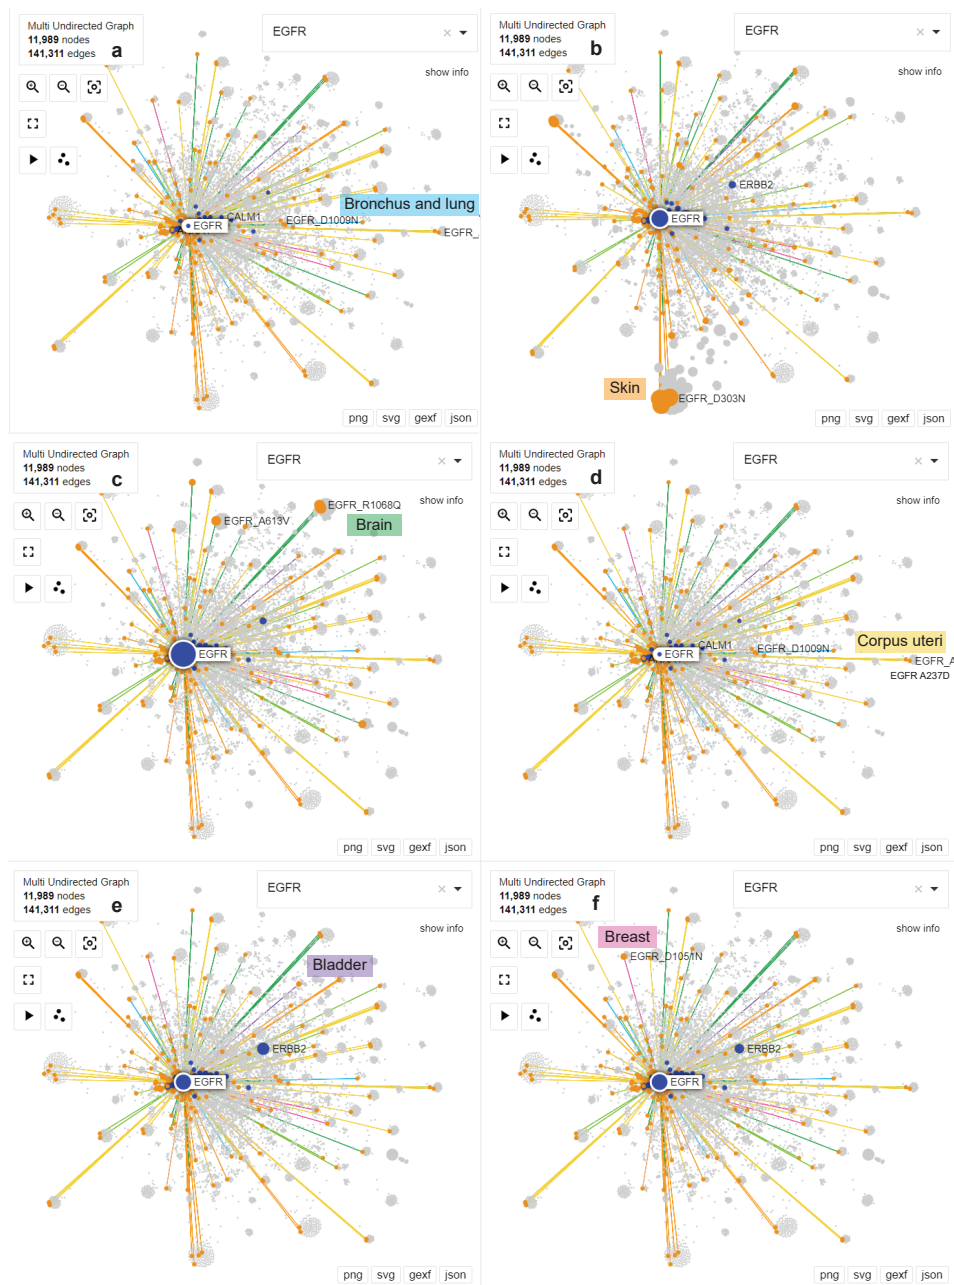 Multi Undirected Graph
11,989 nodes
141,311 edges
a
EGFR
show info
Bronchus and lung
CALM1
EGFR_D1009N
EGFR
EGFR_
png svg gexf json
Multi Undirected Graph
11,989 nodes
141,311 edges
b
EGFR
show info
ERBB2
EGFR
Skin
EGFR_D303N
png svg gexf json
Multi Undirected Graph
11,989 nodes
141,311 edges
c
EGFR
show info
EGFR_R1068Q
EGFR_A613V
Brain
EGFR
png svg gexf json
Multi Undirected Graph
11,989 nodes
141,311 edges
d
EGFR
show info
Corpus uteri
CALM1
EGFR_D1009N
EGFR
EGFR_A
EGFR A237D
png svg gexf json
Multi Undirected Graph
11,989 nodes
141,311 edges
e
EGFR
show info
Bladder
ERBB2
EGFR
png svg gexf json
Multi Undirected Graph
11,989 nodes
141,311 edges
f
EGFR
show info
Breast
EGFR_D1051N
ERBB2
EGFR
png svg gexf json